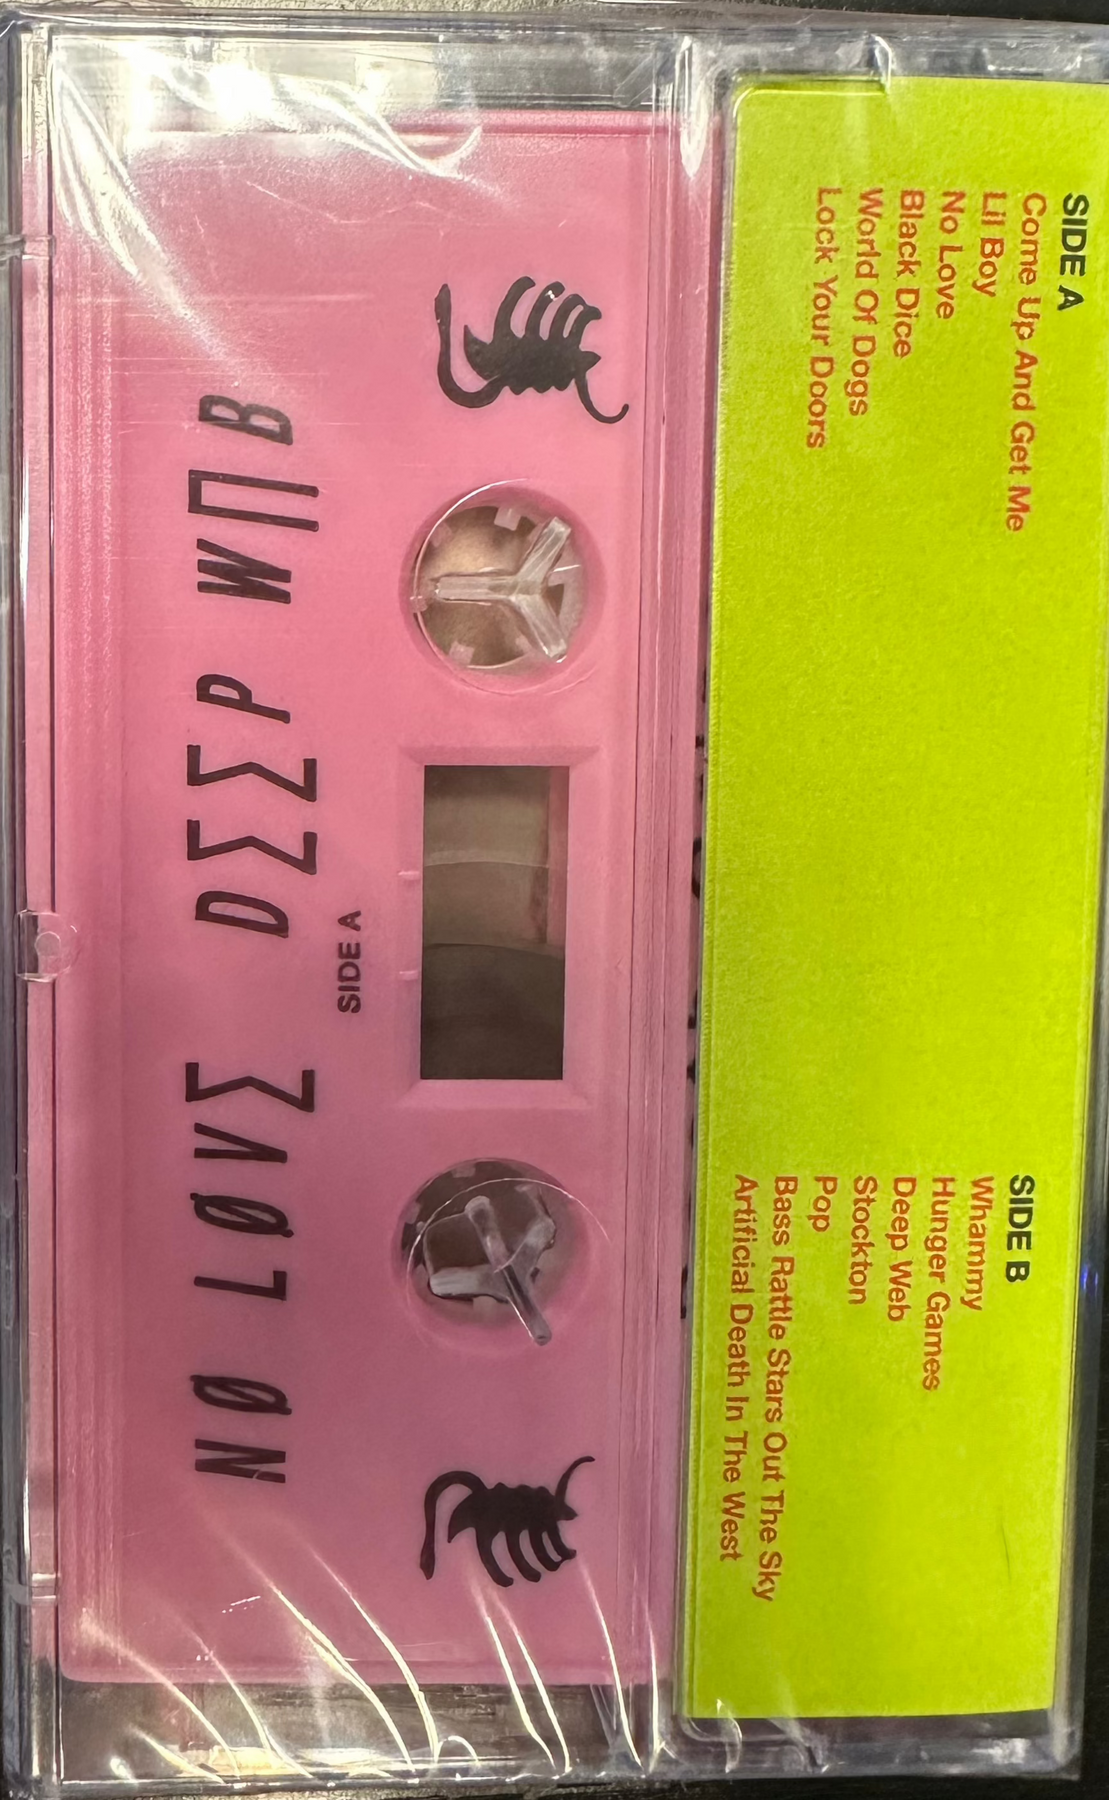 SIDE A
Come Up And Get Me
Lil Boy
No Love
Black Dice
World Of Dogs
Lock Your Doors
SIDE B
Whammy
Hunger Games
Deep Web
Stockton
Pop
Bass Rattle Stars Out The Sky
Artificial Death In The West
NØ LØVΣ DΣΣP WΠB
SIDE A